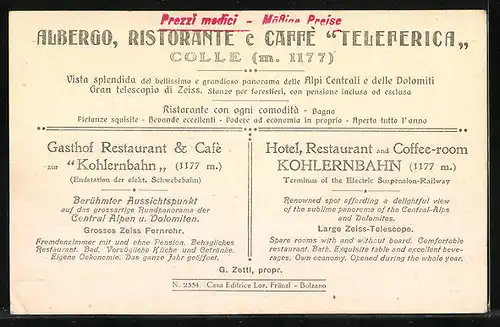 Prezzi modici - Mäßige Preise
ALBERGO, RISTORANTE e CAFFÈ "TELEFERICA„
COLLE (m. 1177)
Vista splendida del bellissimo e grandioso panorama delle Alpi Centrali e delle Dolomiti
Gran telescopio di Zeiss. Stanze per forestieri, con pensione inclusa od esclusa
Ristorante con ogni comodità - Bagno
Pietanze squisite - Bevande eccellenti - Podere ad economia in proprio - Aperto tutto l'anno
Gasthof Restaurant & Cafè
zur "Kohlernbahn„ (1177 m.)
(Endstation der elekt. Schwebebahn)
Berühmter Aussichtspunkt
auf das grossartige Rundpanorama der
Central Alpen u. Dolomiten.
Grosses Zeiss Fernrohr.
Fremdenzimmer mit und ohne Pension. Behagliches
Restaurant. Bad. Vorzügliche Küche und Getränke.
Eigene Oekonomie. Das ganze Jahr geöffnet.
Hotel, Restaurant and Coffee-room
KOHLERNBAHN (1177 m.)
Terminus of the Electric Suspension-Railway
Renowned spot affording a delightful view
of the sublime panorama of the Central-Alps
and Dolomites.
Large Zeiss-Telescope.
Spare rooms with and without board. Comfortable
restaurant. Bath. Exquisite table and excellent beve-
rages. Own economy. Opened during the whole year.
G. Zettl, propr.
N. 2554. Casa Editrice Lor. Fränzl - Bolzano